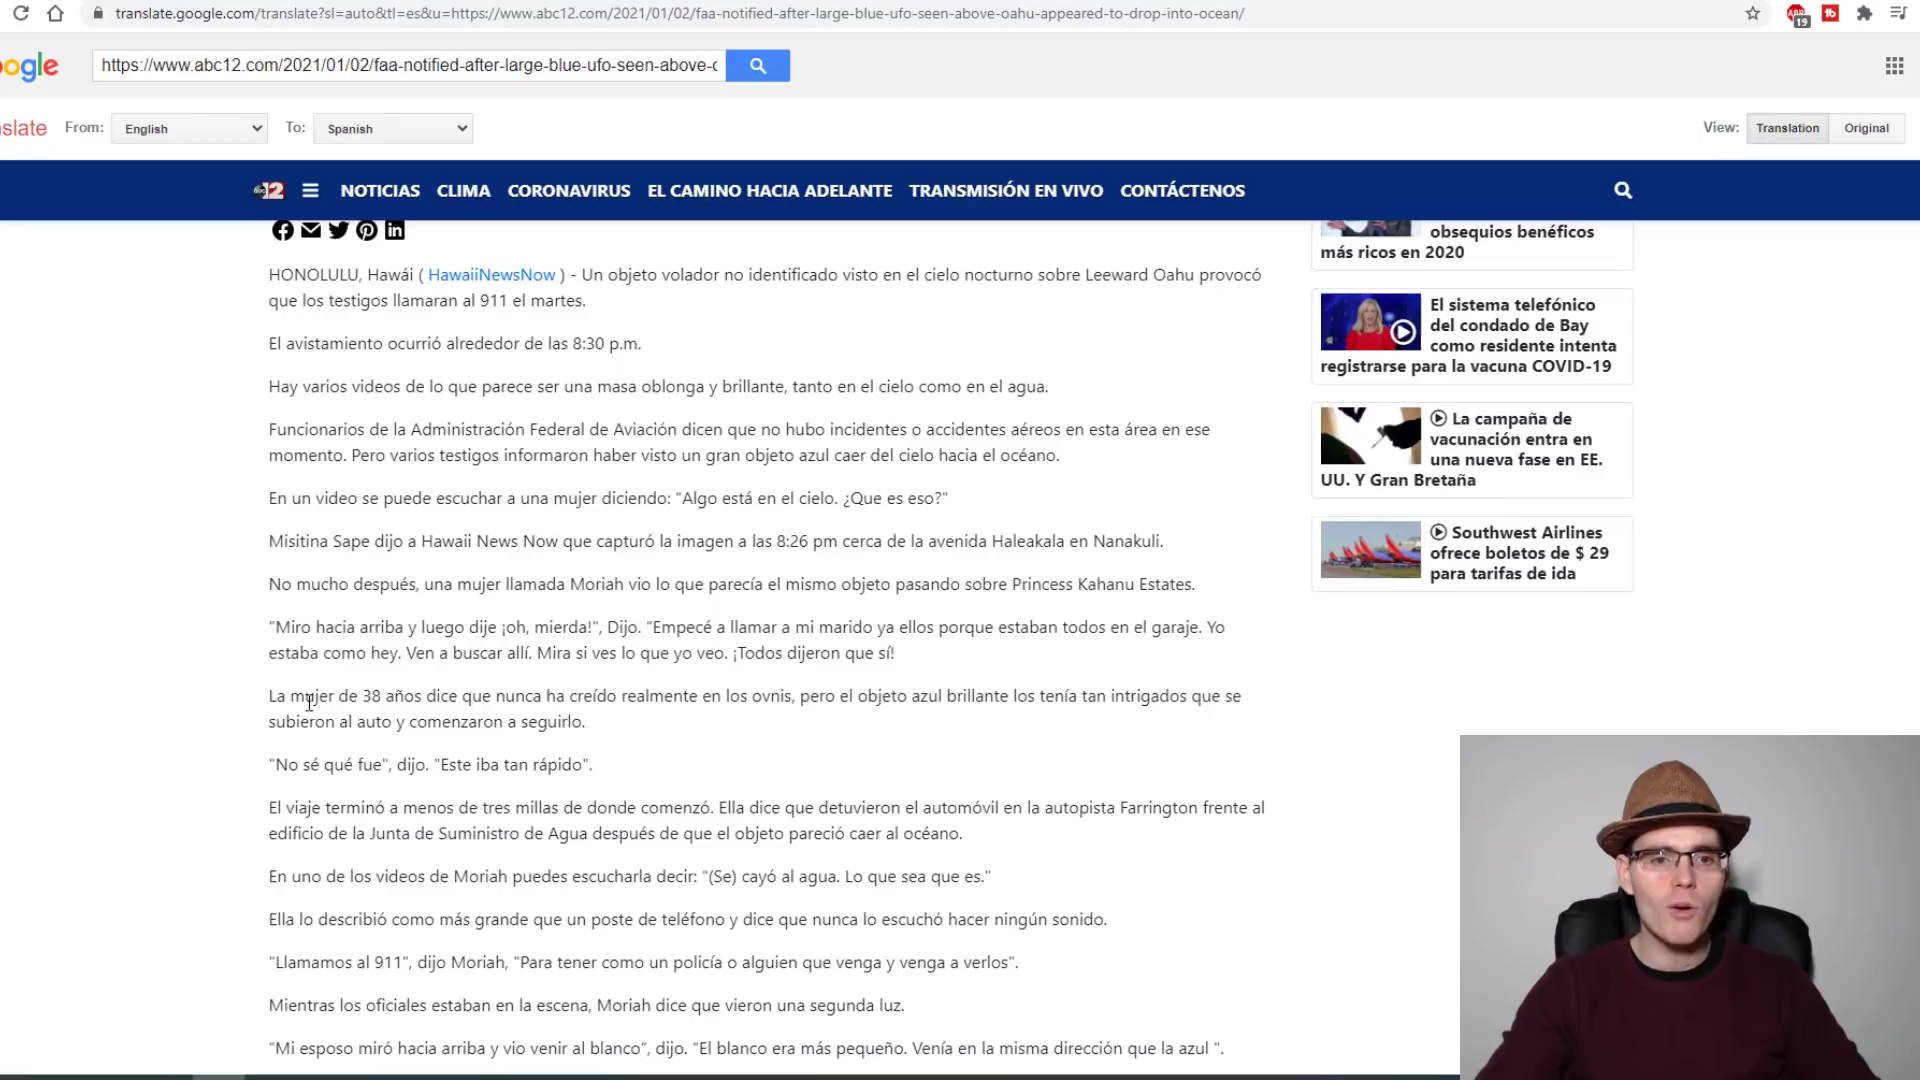 translate.google.com/translate?sl=auto&tl=es&u=https://www.abc12.com/2021/01/02/faa-notified-after-large-blue-ufo-seen-above-oahu-appeared-to-drop-into-ocean/
19
ogle
https://www.abc12.com/2021/01/02/faa-notified-after-large-blue-ufo-seen-above-o
slate From: English To: Spanish View: Translation Original
abc 12 NOTICIAS CLIMA CORONAVIRUS EL CAMINO HACIA ADELANTE TRANSMISIÓN EN VIVO CONTÁCTENOS
HONOLULU, Hawái ( HawaiiNewsNow ) - Un objeto volador no identificado visto en el cielo nocturno sobre Leeward Oahu provocó
que los testigos llamaran al 911 el martes.
El avistamiento ocurrió alrededor de las 8:30 p.m.
Hay varios videos de lo que parece ser una masa oblonga y brillante, tanto en el cielo como en el agua.
Funcionarios de la Administración Federal de Aviación dicen que no hubo incidentes o accidentes aéreos en esta área en ese
momento. Pero varios testigos informaron haber visto un gran objeto azul caer del cielo hacia el océano.
En un video se puede escuchar a una mujer diciendo: “Algo está en el cielo. ¿Que es eso?"
Misitina Sape dijo a Hawaii News Now que capturó la imagen a las 8:26 pm cerca de la avenida Haleakala en Nanakuli.
No mucho después, una mujer llamada Moriah vio lo que parecía el mismo objeto pasando sobre Princess Kahanu Estates.
"Miro hacia arriba y luego dije ¡oh, mierda!", Dijo. “Empecé a llamar a mi marido ya ellos porque estaban todos en el garaje. Yo
estaba como hey. Ven a buscar allí. Mira si ves lo que yo veo. ¡Todos dijeron que sí!
La mujer de 38 años dice que nunca ha creído realmente en los ovnis, pero el objeto azul brillante los tenía tan intrigados que se
subieron al auto y comenzaron a seguirlo.
"No sé qué fue", dijo. "Este iba tan rápido".
El viaje terminó a menos de tres millas de donde comenzó. Ella dice que detuvieron el automóvil en la autopista Farrington frente al
edificio de la Junta de Suministro de Agua después de que el objeto pareció caer al océano.
En uno de los videos de Moriah puedes escucharla decir: “(Se) cayó al agua. Lo que sea que es."
Ella lo describió como más grande que un poste de teléfono y dice que nunca lo escuchó hacer ningún sonido.
"Llamamos al 911", dijo Moriah, "Para tener como un policía o alguien que venga y venga a verlos".
Mientras los oficiales estaban en la escena, Moriah dice que vieron una segunda luz.
“Mi esposo miró hacia arriba y vio venir al blanco”, dijo. “El blanco era más pequeño. Venía en la misma dirección que la azul ".
obsequios benéficos
más ricos en 2020
El sistema telefónico
del condado de Bay
como residente intenta
registrarse para la vacuna COVID-19
La campaña de
vacunación entra en
una nueva fase en EE.
UU. Y Gran Bretaña
Southwest Airlines
ofrece boletos de $ 29
para tarifas de ida